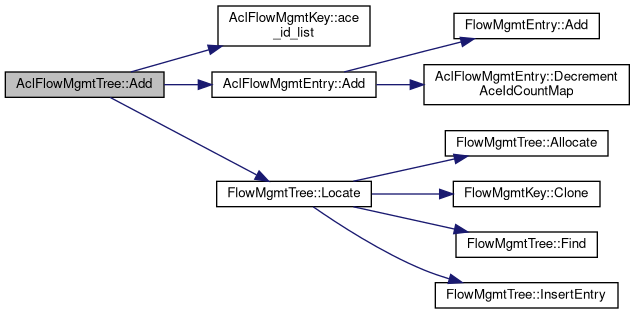 AclFlowMgmtTree::Add
AclFlowMgmtKey::ace
_id_list
AclFlowMgmtEntry::Add
FlowMgmtEntry::Add
AclFlowMgmtEntry::Decrement
AceIdCountMap
FlowMgmtTree::Locate
FlowMgmtTree::Allocate
FlowMgmtKey::Clone
FlowMgmtTree::Find
FlowMgmtTree::InsertEntry